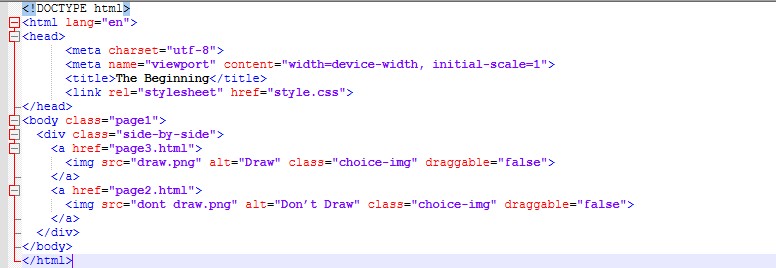 <!DOCTYPE html>
<html lang="en">
<head>
<meta charset="utf-8">
<meta name="viewport" content="width=device-width, initial-scale=1">
<title>The Beginning</title>
<link rel="stylesheet" href="style.css">
</head>
<body class="page1">
<div class="side-by-side">
<a href="page3.html">
<img src="draw.png" alt="Draw" class="choice-img" draggable="false">
</a>
<a href="page2.html">
<img src="dont draw.png" alt="Don’t Draw" class="choice-img" draggable="false">
</a>
</div>
</body>
</html>